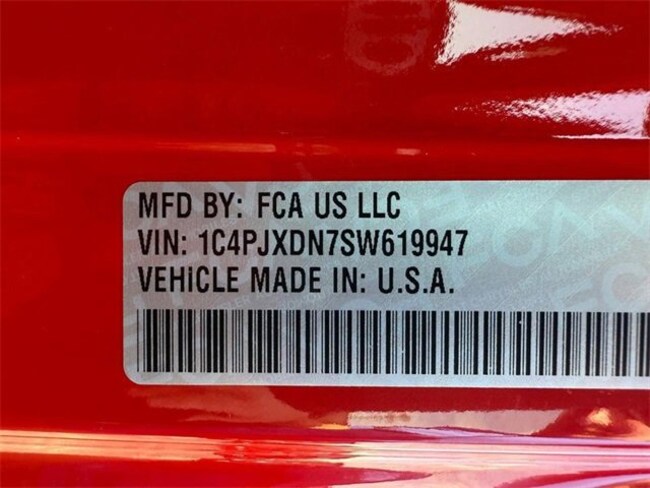 MFD BY: FCA US LLC
VIN: 1C4PJXDN7SW619947
VEHICLE MADE IN: U.S.A.